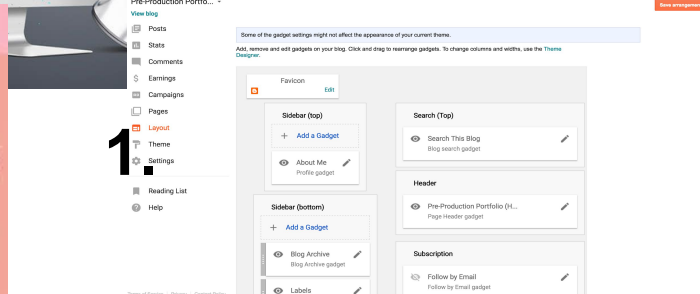 Pre-Production Portfo...
View blog
Posts
Stats
Comments
Earnings
Campaigns
Pages
Layout
Theme
Settings
Reading List
Help
1.
Save arrangement
Some of the gadget settings might not affect the appearance of your current theme.
Add, remove and edit gadgets on your blog. Click and drag to rearrange gadgets. To change columns and widths, use the Theme
Designer.
Favicon
Edit
Sidebar (top)
+ Add a Gadget
About Me
Profile gadget
Sidebar (bottom)
+ Add a Gadget
Blog Archive
Blog Archive gadget
Labels
Search (Top)
Search This Blog
Blog search gadget
Header
Pre-Production Portfolio (H...
Page Header gadget
Subscription
Follow by Email
Follow by Email gadget